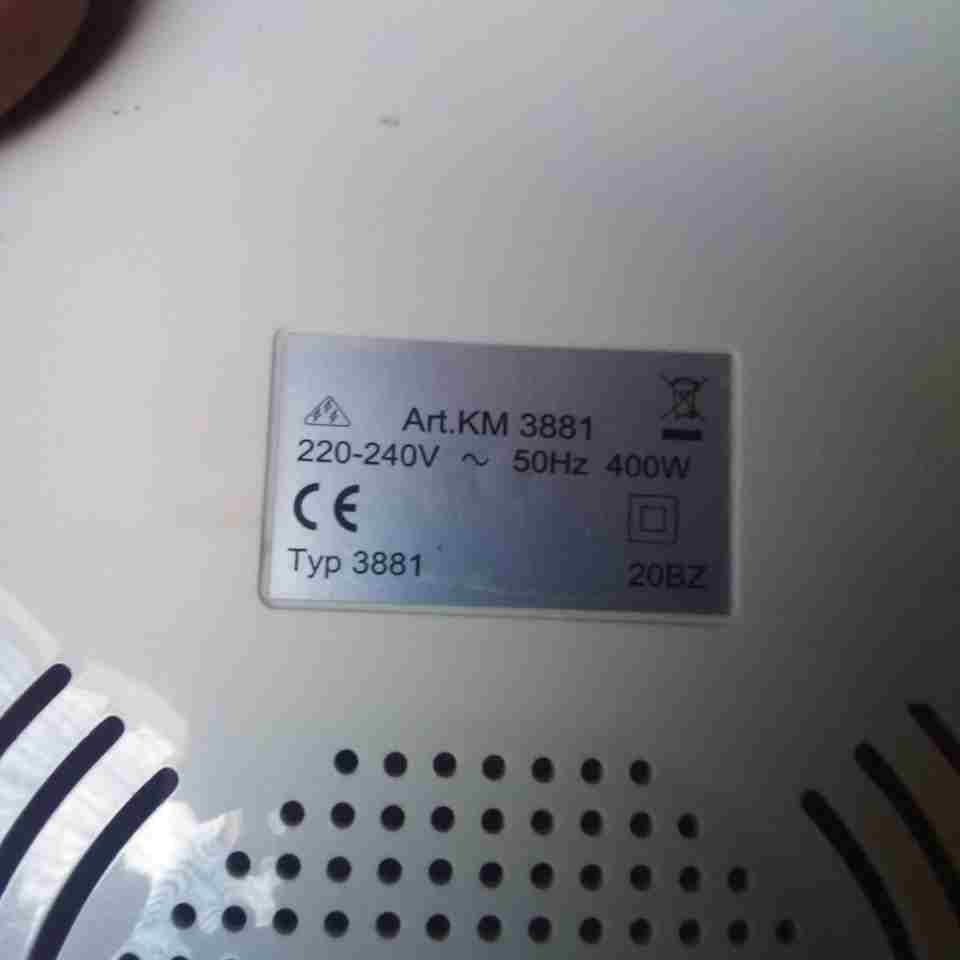 Art.KM 3881
220-240V ~ 50Hz 400W
CE
Typ 3881
20BZ